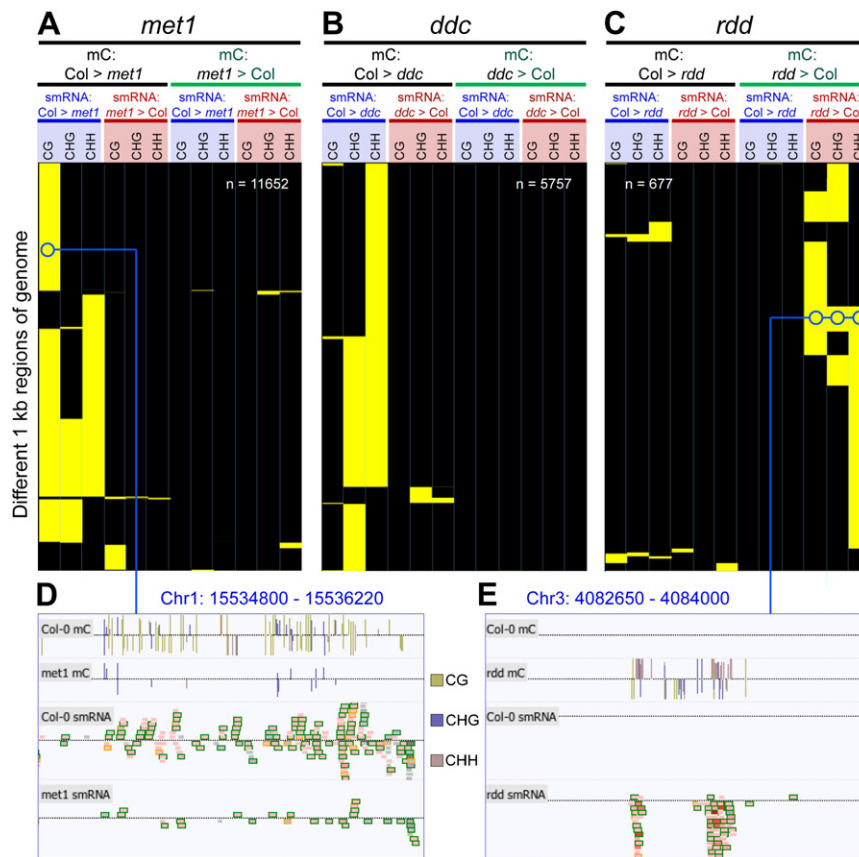 A met1 B ddc C rdd
mC: mC: mC: mC: mC: mC:
Col > met1 met1 > Col Col > ddc ddc > Col Col > rdd rdd > Col
smRNA: smRNA: smRNA: smRNA: smRNA: smRNA: smRNA: smRNA: smRNA: smRNA: smRNA: smRNA:
Col > met1 met1 > Col Col > met1 met1 > Col Col > ddc ddc > Col Col > ddc ddc > Col Col > rdd rdd > Col Col > rdd rdd > Col
CG CHG CHH CG CHG CHH CG CHG CHH CG CHG CHH CG CHG CHH CG CHG CHH CG CHG CHH CG CHG CHH CG CHG CHH CG CHG CHH CG CHG CHH CG CHG CHH
n = 11652 n = 5757 n = 677
Different 1 kb regions of genome
D Chr1: 15534800 - 15536220 E Chr3: 4082650 - 4084000
Col-0 mC Col-0 mC
met1 mC CG rdd mC
Col-0 smRNA CHG Col-0 smRNA
CHH
met1 smRNA rdd smRNA